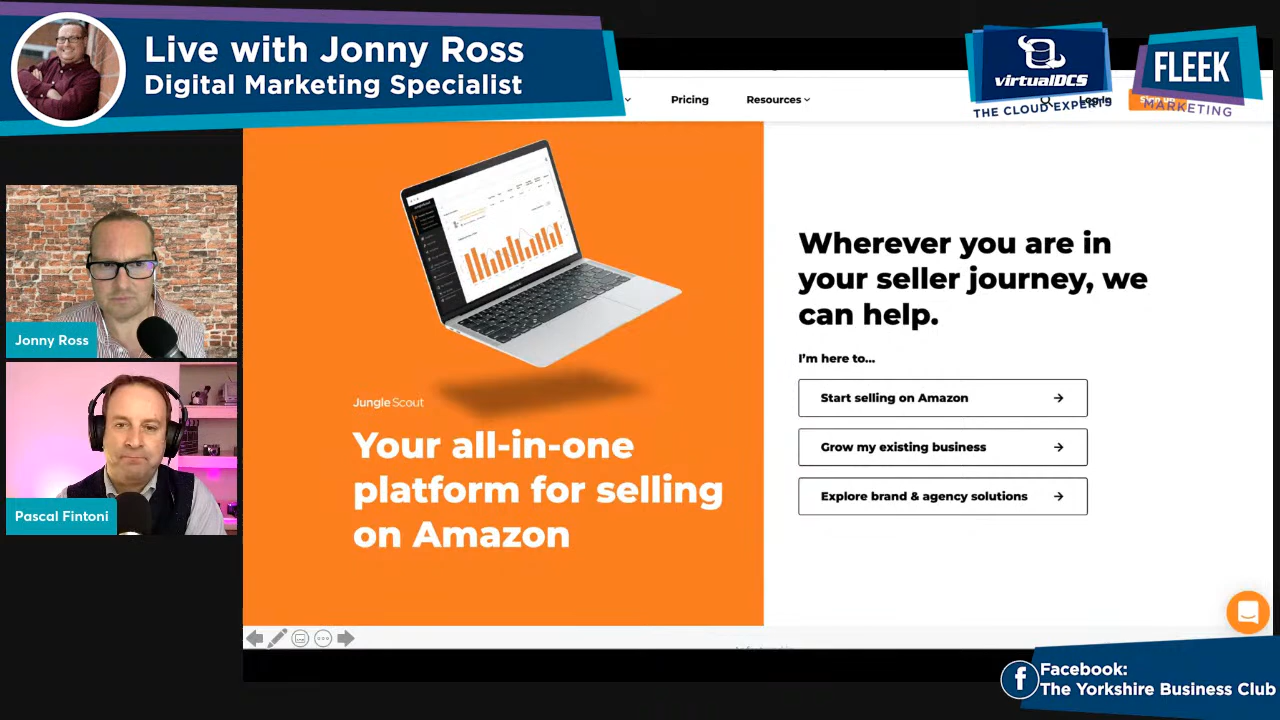 Live with Jonny Ross
Digital Marketing Specialist
virtualDCS
THE CLOUD EXPERTS
FLEEK
MARKETING
Pricing
Resources
Log In
Jonny Ross
Pascal Fintoni
Jungle Scout
Your all-in-one
platform for selling
on Amazon
Wherever you are in
your seller journey, we
can help.
I'm here to...
Start selling on Amazon
Grow my existing business
Explore brand & agency solutions
Facebook:
The Yorkshire Business Club